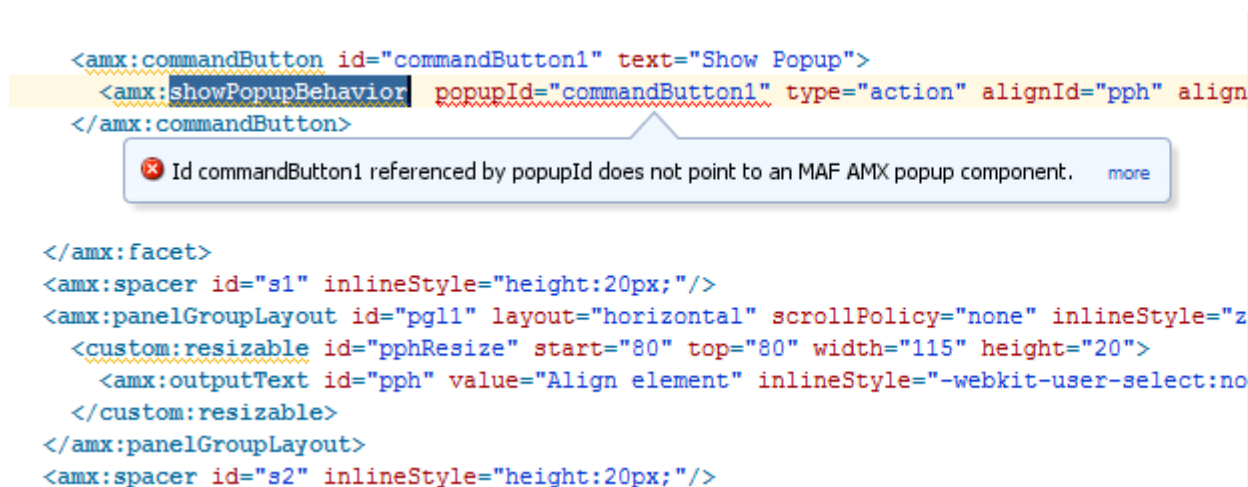 <amx:commandButton id="commandButton1" text="Show Popup">
<amx:showPopupBehavior popupId="commandButton1" type="action" alignId="pph" align
</amx:commandButton>
Id commandButton1 referenced by popupId does not point to an MAF AMX popup component. more
</amx:facet>
<amx:spacer id="s1" inlineStyle="height:20px;"/>
<amx:panelGroupLayout id="pgl1" layout="horizontal" scrollPolicy="none" inlineStyle="z
<custom:resizable id="pphResize" start="80" top="80" width="115" height="20">
<amx:outputText id="pph" value="Align element" inlineStyle="-webkit-user-select:no
</custom:resizable>
</amx:panelGroupLayout>
<amx:spacer id="s2" inlineStyle="height:20px;"/>